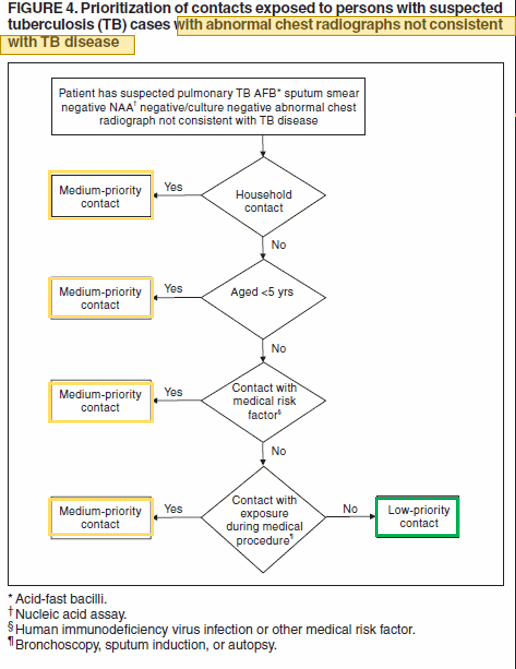 FIGURE 4. Prioritization of contacts exposed to persons with suspected
tuberculosis (TB) cases with abnormal chest radiographs not consistent
with TB disease
Patient has suspected pulmonary TB AFB* sputum smear
negative NAA† negative/culture negative abnormal chest
radiograph not consistent with TB disease
Household
contact
Yes
Medium-priority
contact
No
Aged <5 yrs
Yes
Medium-priority
contact
No
Contact with
medical risk
factor§
Yes
Medium-priority
contact
No
Contact with
exposure
during medical
procedure¶
Yes
Medium-priority
contact
No
Low-priority
contact
* Acid-fast bacilli.
† Nucleic acid assay.
§ Human immunodeficiency virus infection or other medical risk factor.
¶ Bronchoscopy, sputum induction, or autopsy.